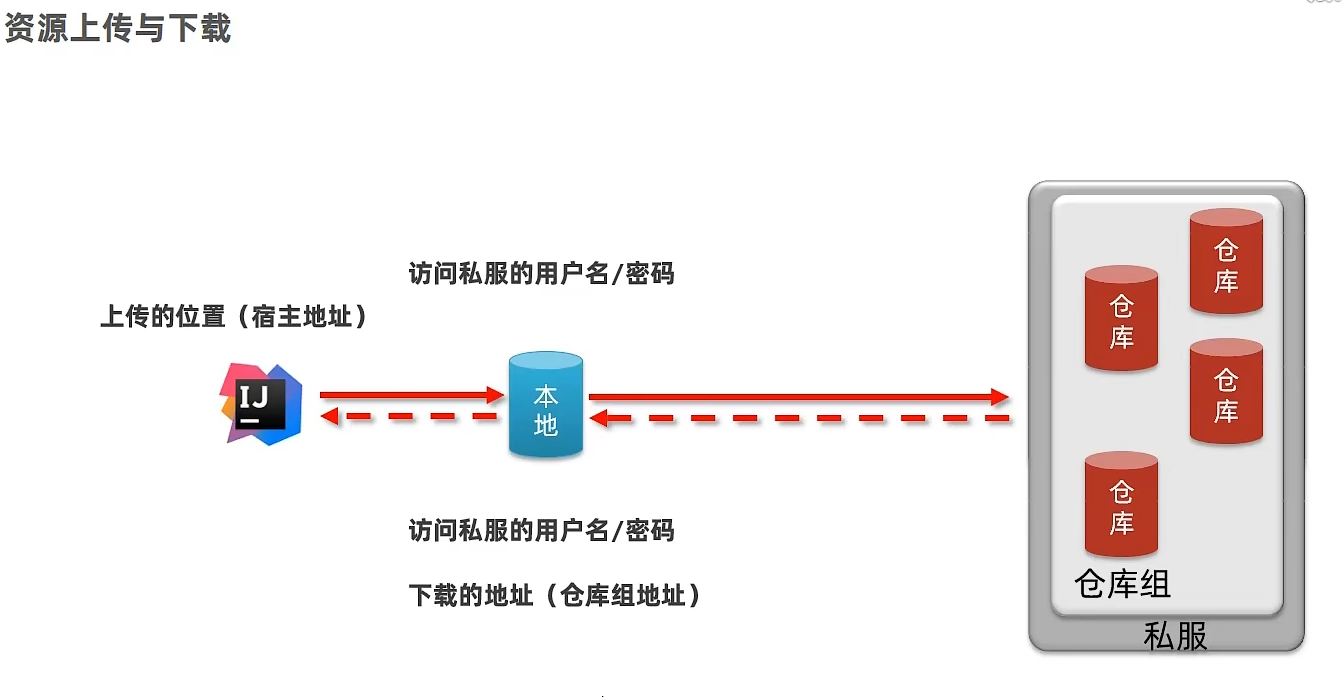 资源上传与下载
访问私服的用户名/密码
上传的位置（宿主地址）
IJ
本
地
仓
库
仓
库
仓
库
仓
库
访问私服的用户名/密码
下载的地址（仓库组地址）
仓库组
私服